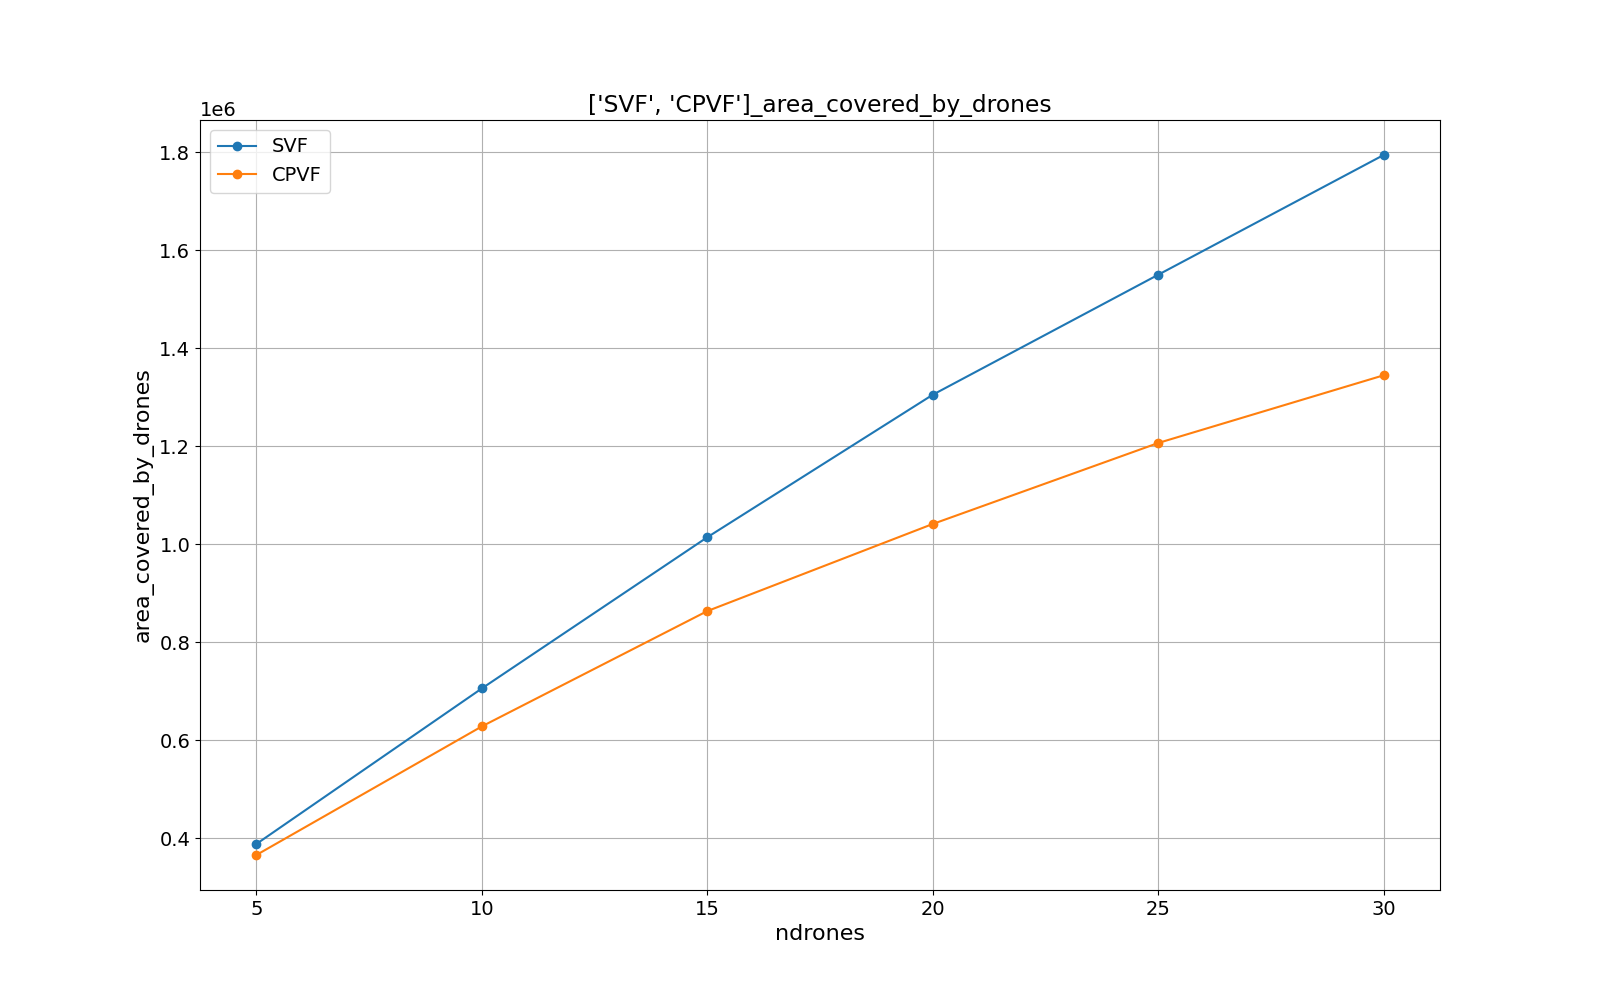 ['SVF', 'CPVF']_area_covered_by_drones
1e6
SVF
CPVF
1.8
1.6
1.4
1.2
1.0
0.8
0.6
0.4
area_covered_by_drones
5 10 15 20 25 30
ndrones